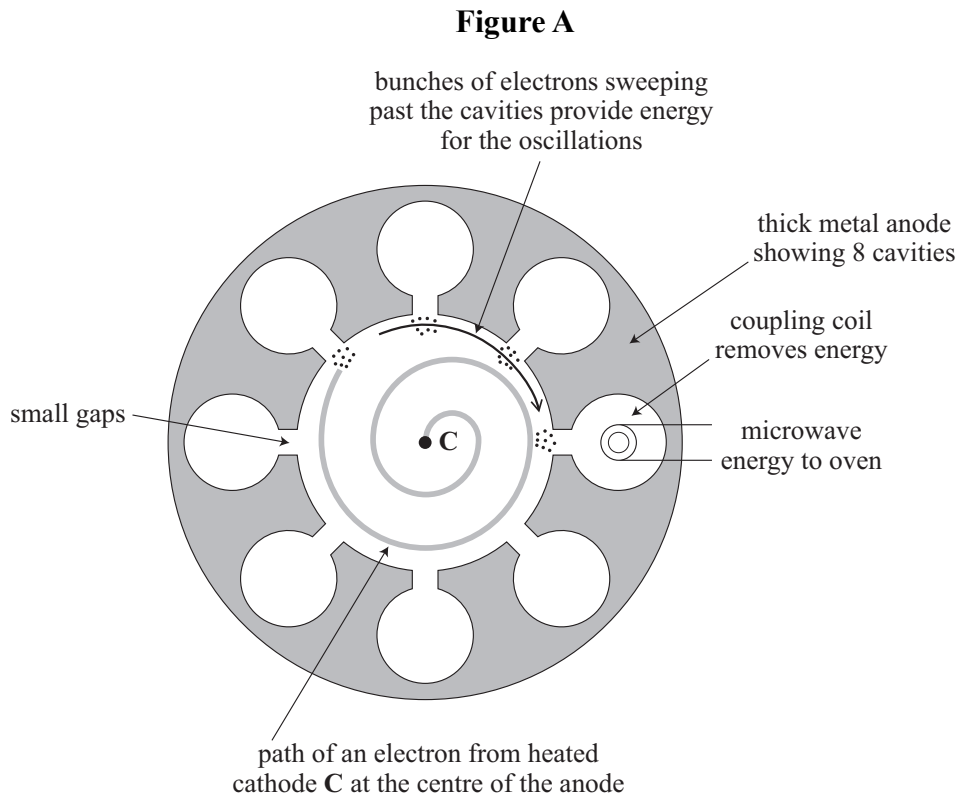 Figure A
bunches of electrons sweeping
past the cavities provide energy
for the oscillations
thick metal anode
showing 8 cavities
coupling coil
removes energy
small gaps
C
microwave
energy to oven
path of an electron from heated
cathode C at the centre of the anode